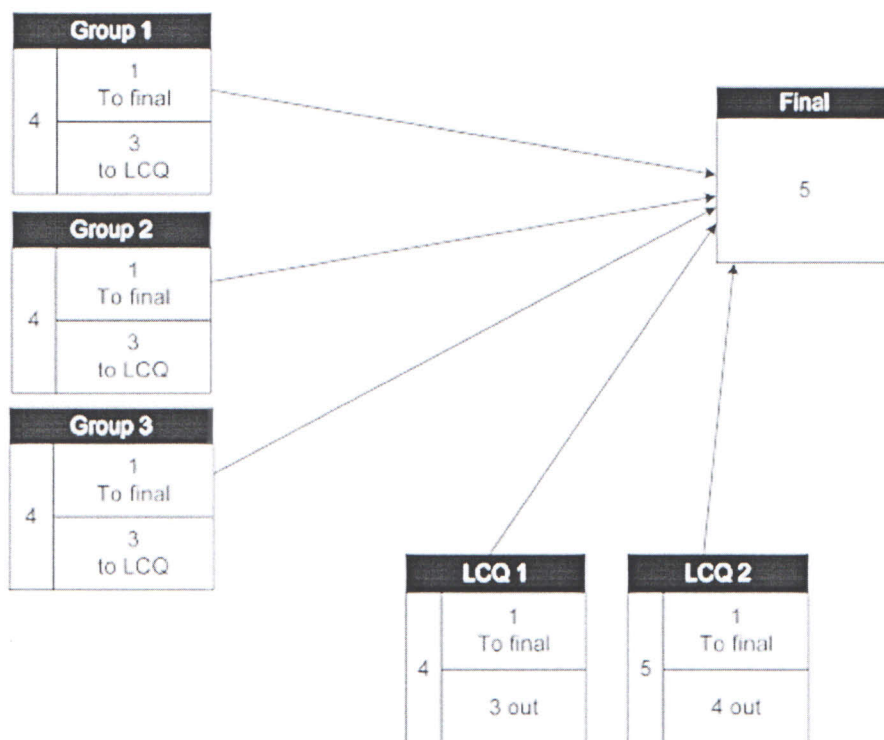 Group 1
4
1
To final
3
to LCQ
Group 2
4
1
To final
3
to LCQ
Group 3
4
1
To final
3
to LCQ
Final
5
LCQ 1
4
1
To final
3 out
LCQ 2
5
1
To final
4 out